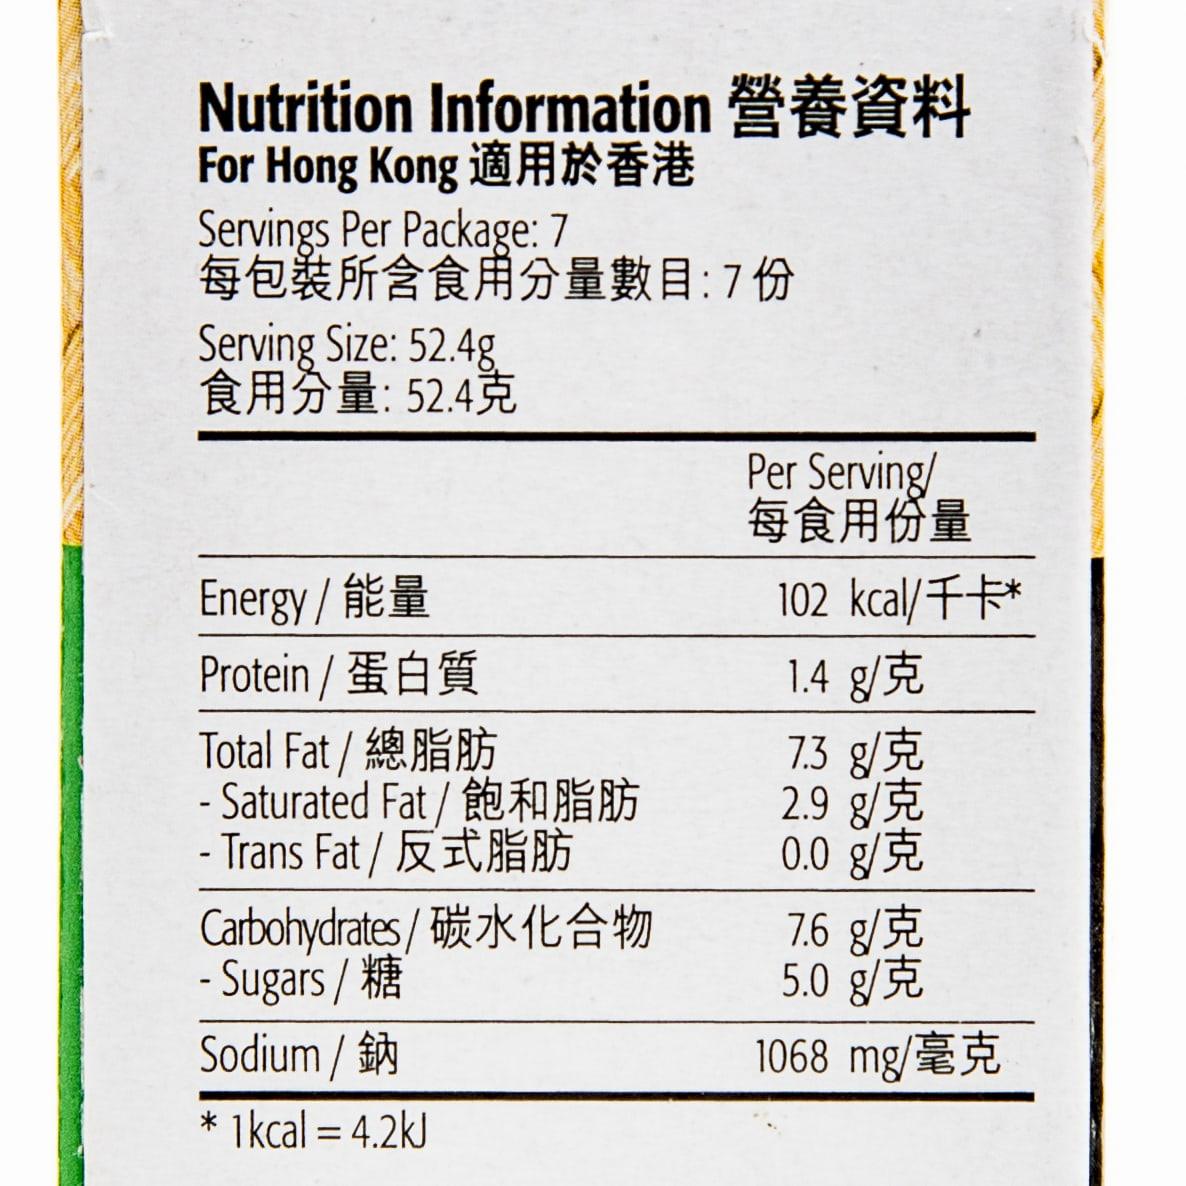 Nutrition Information 營養資料
For Hong Kong 適用於香港
Servings Per Package: 7
每包裝所含食用分量數目: 7 份
Serving Size: 52.4g
食用分量: 52.4克
Per Serving/
每食用份量
Energy / 能量 102 kcal/千卡*
Protein / 蛋白質 1.4 g/克
Total Fat / 總脂肪 7.3 g/克
- Saturated Fat / 飽和脂肪 2.9 g/克
- Trans Fat / 反式脂肪 0.0 g/克
Carbohydrates / 碳水化合物 7.6 g/克
- Sugars / 糖 5.0 g/克
Sodium / 鈉 1068 mg/毫克
* 1kcal = 4.2kJ